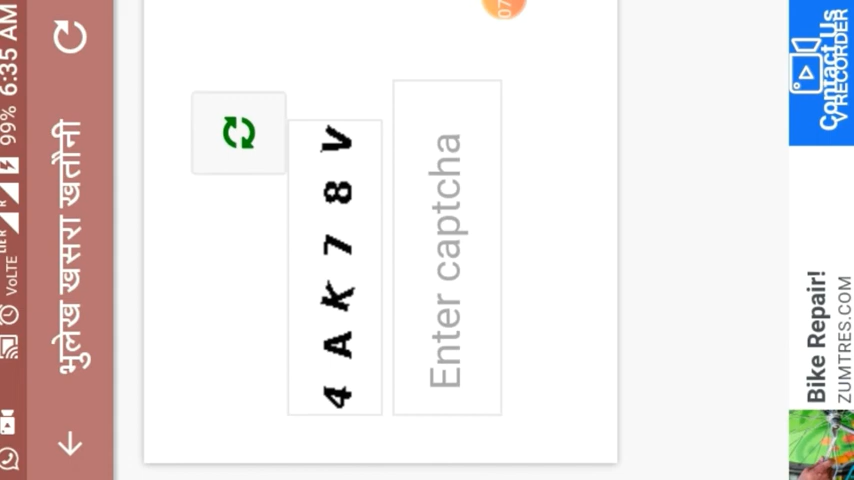 99% 6:35 AM
VoLTE
भुलेख खसरा खतौनी
07
4 A K 7 8 V
Enter captcha
Contact Us
V RECORDER
Bike Repair!
ZUMTRES.COM